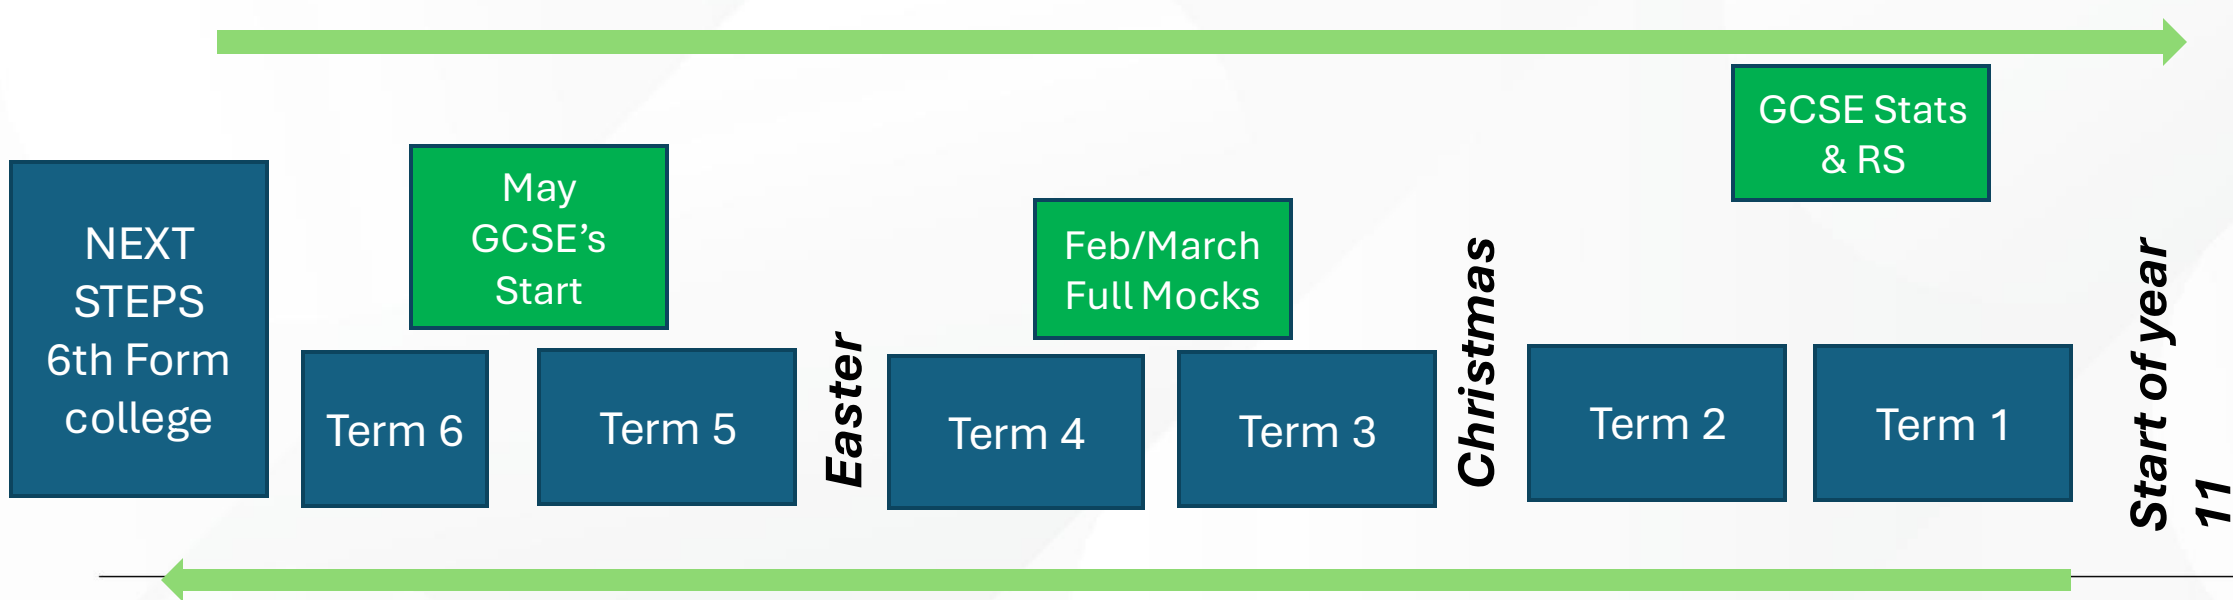 GCSE Stats
& RS
May
GCSE’s
Start
Feb/March
Full Mocks
NEXT
STEPS
6th Form
college
Term 6
Term 5
Easter
Term 4
Term 3
Christmas
Term 2
Term 1
Start of year
11